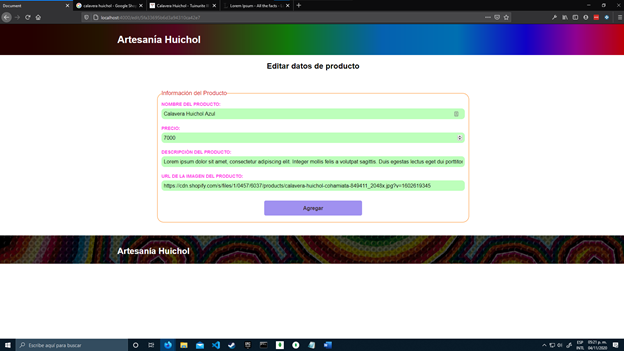 Document
calavera huichol - Google Sho
Calavera Huichol - Tumurito
Lorem Ipsum - All the facts - Li
Artesanía Huichol
Editar datos de producto
Información del Producto
NOMBRE DEL PRODUCTO:
Calavera Huichol Azul
PRECIO:
7000
DESCRIPCIÓN DEL PRODUCTO:
Lorem ipsum dolor sit amet, consectetur adipiscing elit. Integer mollis felis a volutpat sagittis. Duis egestas lectus eget dui porttitor
URL DE LA IMAGEN DEL PRODUCTO:
https://cdn.shopify.com/s/files/1/0457/6037/products/calavera-huichol-cohamiata-849411_2048x.jpg?v=1602619345
Agregar
Artesanía Huichol
Escribe aquí para buscar
ESP
09:21 p. m.
INTL
04/11/2020